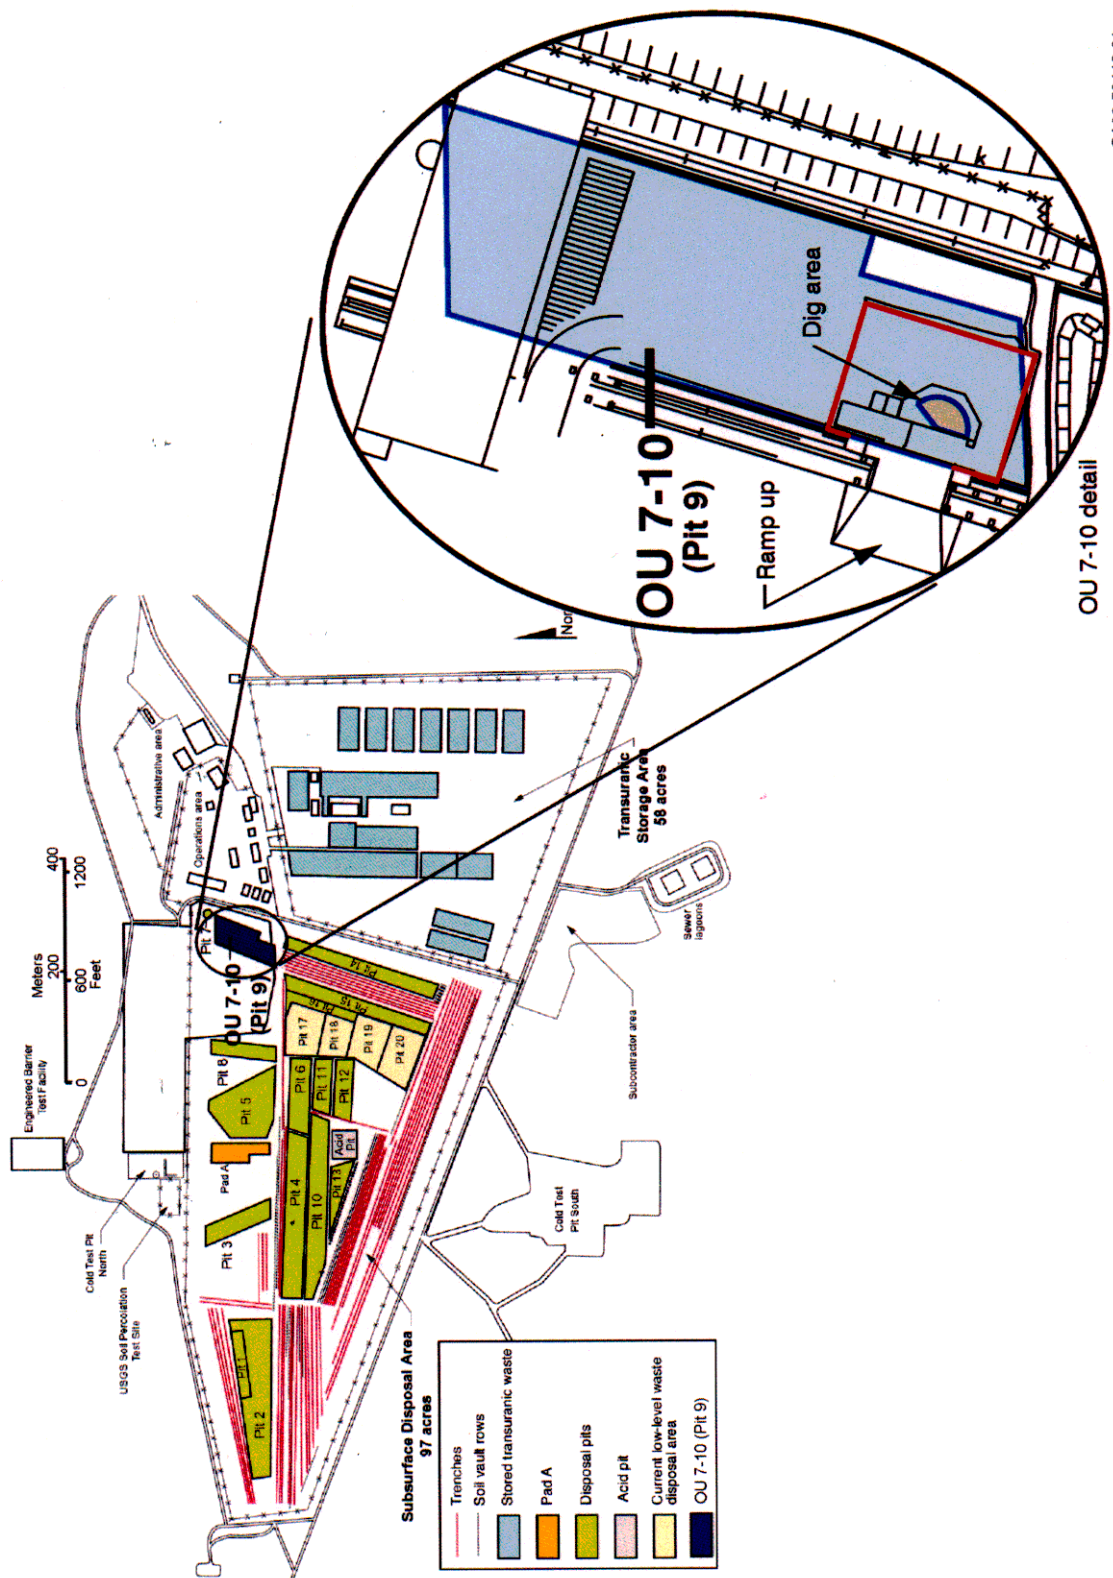 Engineered Barrier
Test Facility
Meters
0
200
400
0
600
1200
Feet
Cold Test Pit
North
USGS Soil Percolation
Test Site
Administrative area
Operations area
Pit 1
Pit 2
Pit 3
Pad A
Pit 5
Pit 8
OU 7-10
(Pit 9)
Pit 7
Pit 4
Pit 6
Pit 10
Pit 11
Pit 12
Pit 13
Acid
Pit
Pit 17
Pit 18
Pit 19
Pit 20
Pit 16
Pit 15
Pit 14
Subsurface Disposal Area
97 acres
Transuranic
Storage Area
58 acres
Cold Test
Pit South
Subcontractor area
Sewer
lagoons
Trenches
Soil vault rows
Stored transuranic waste
Pad A
Disposal pits
Acid pit
Current low-level waste
disposal area
OU 7-10 (Pit 9)
OU 7-10
(Pit 9)
Ramp up
Dig area
OU 7-10 detail